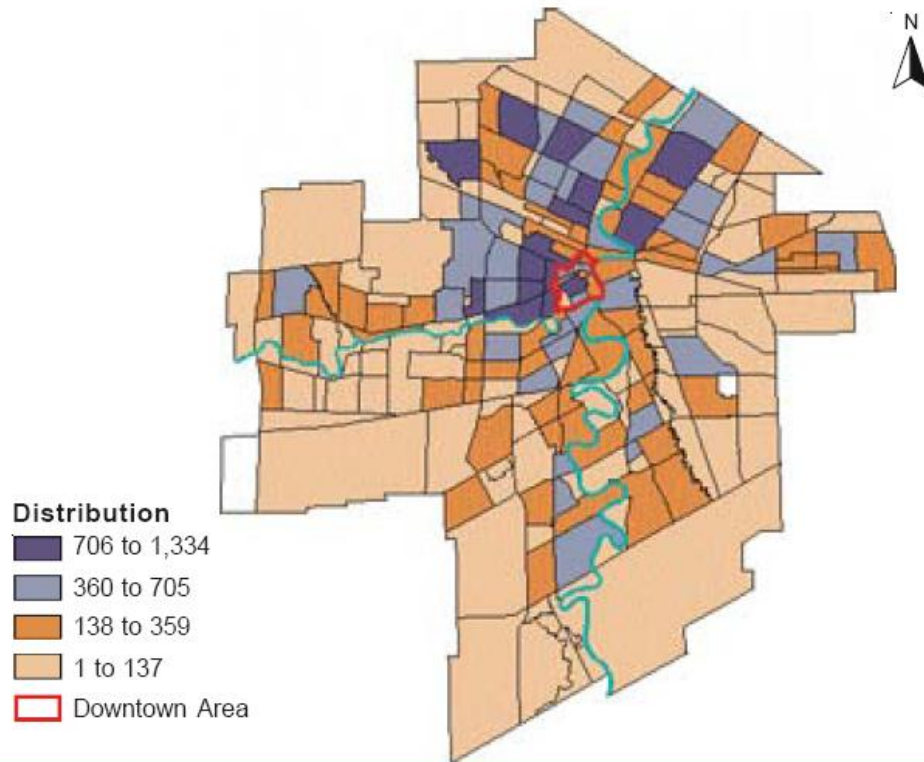 N
Distribution
706 to 1,334
360 to 705
138 to 359
1 to 137
Downtown Area